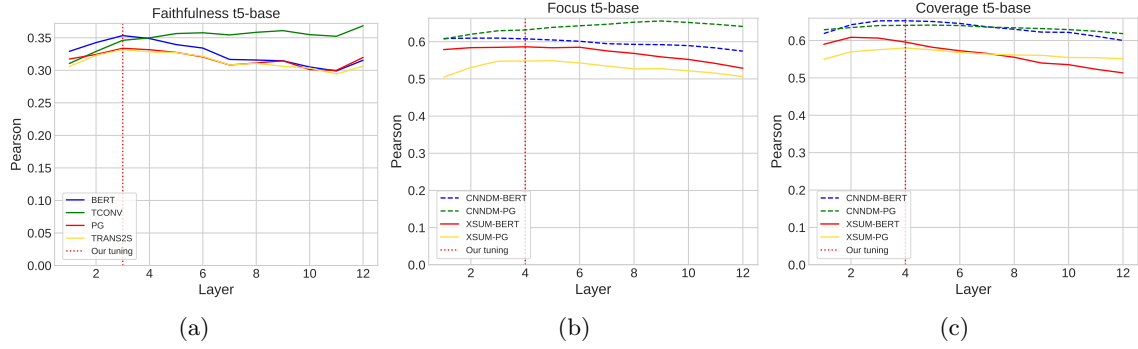 Faithfulness t5-base
Pearson
0.35
0.30
0.25
0.20
0.15
0.10
0.05
0.00
BERT
TCONV
PG
TRANS2S
Our tuning
2 4 6 8 10 12
Layer
(a)
Focus t5-base
Pearson
0.6
0.5
0.4
0.3
0.2
0.1
0.0
CNNDM-BERT
CNNDM-PG
XSUM-BERT
XSUM-PG
Our tuning
2 4 6 8 10 12
Layer
(b)
Coverage t5-base
Pearson
0.6
0.5
0.4
0.3
0.2
0.1
0.0
CNNDM-BERT
CNNDM-PG
XSUM-BERT
XSUM-PG
Our tuning
2 4 6 8 10 12
Layer
(c)